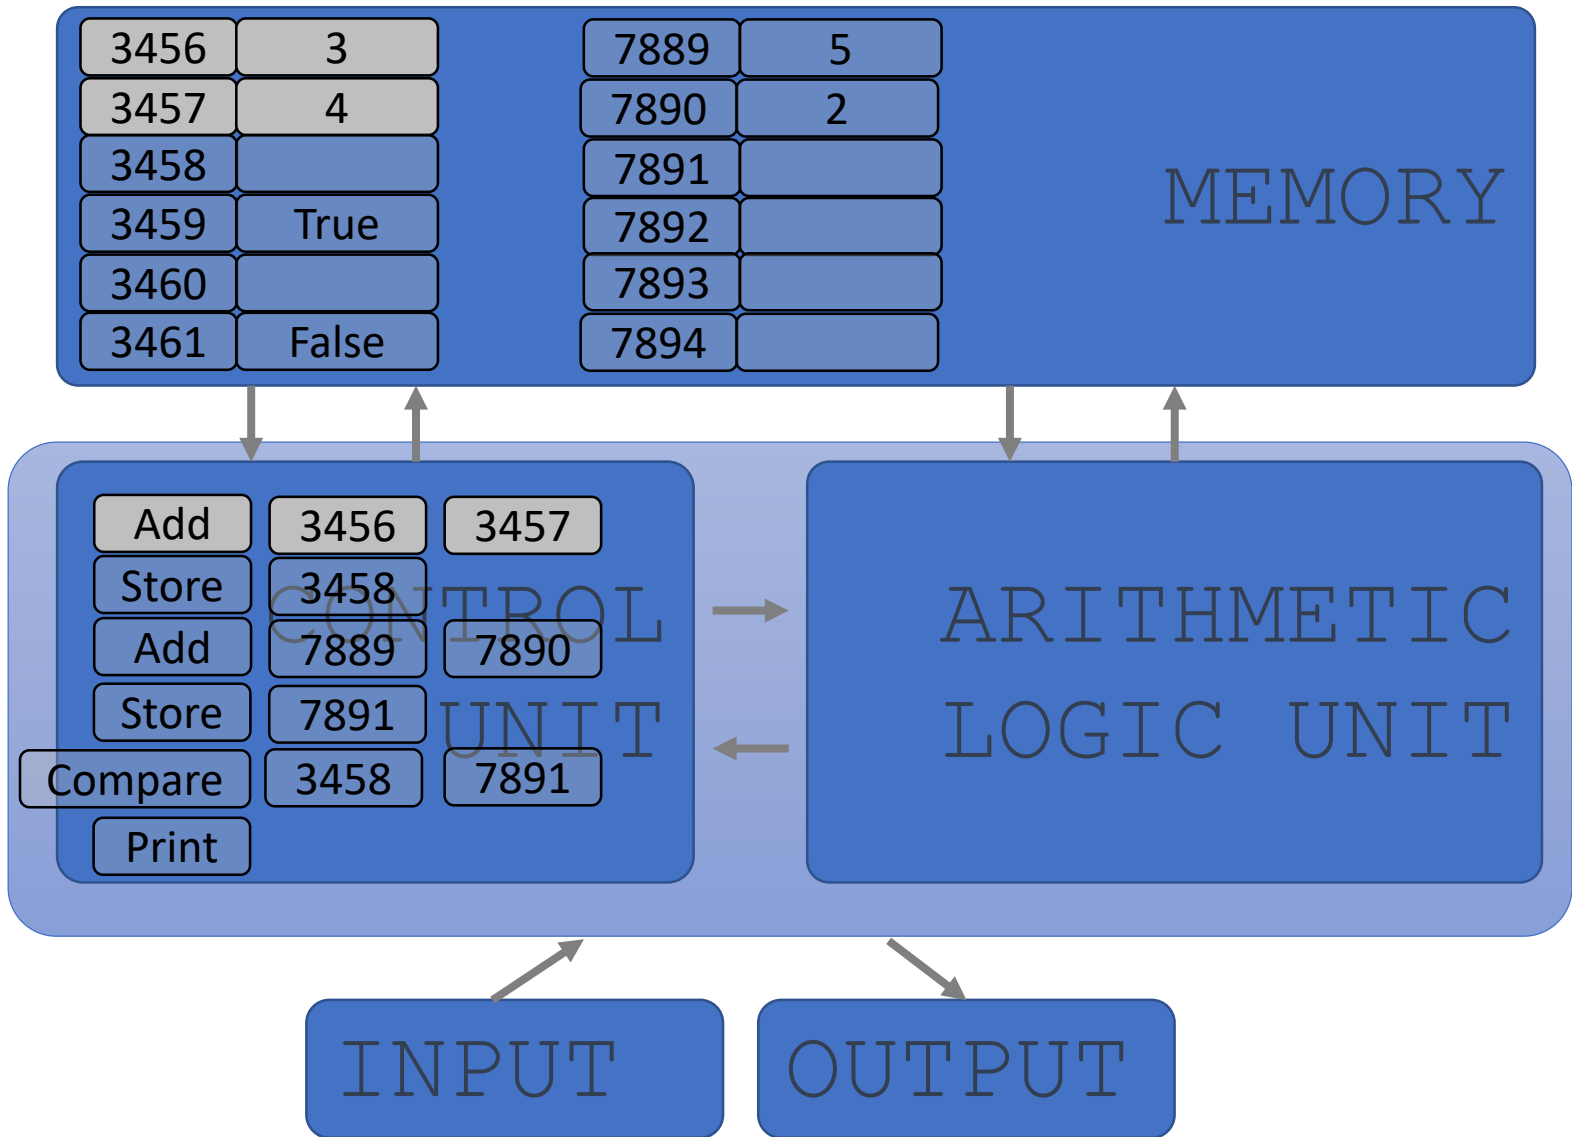 3456 3
3457 4
3458
3459 True
3460
3461 False
7889 5
7890 2
7891
7892
7893
7894
MEMORY
Add 3456 3457
Store 3458
Add 7889 7890
Store 7891
Compare 3458 7891
Print
CONTROL
UNIT
ARITHMETIC
LOGIC UNIT
INPUT
OUTPUT